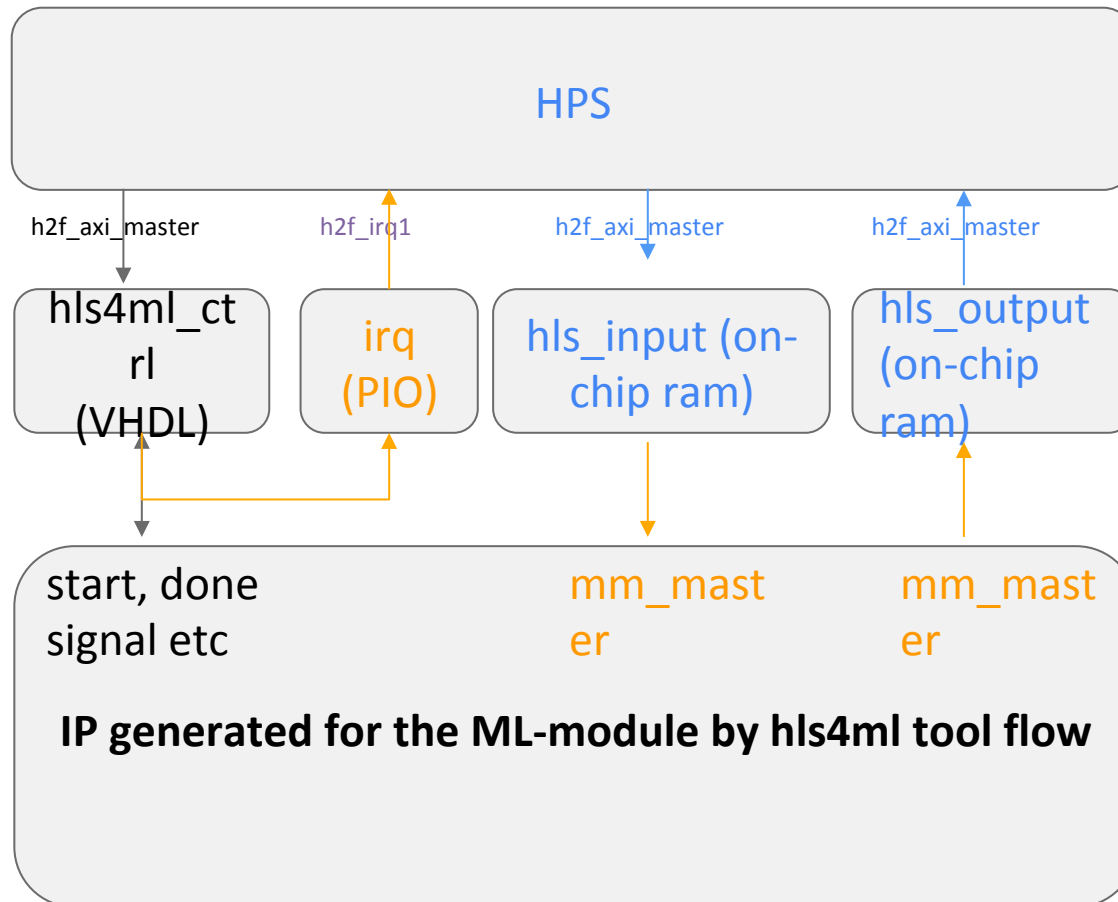 HPS
h2f_axi_master
h2f_irq1
h2f_axi_master
h2f_axi_master
hls4ml_ct
rl
(VHDL)
irq
(PIO)
hls_input (on-
chip ram)
hls_output
(on-chip
ram)
start, done
signal etc
mm_mast
er
mm_mast
er
IP generated for the ML-module by hls4ml tool flow